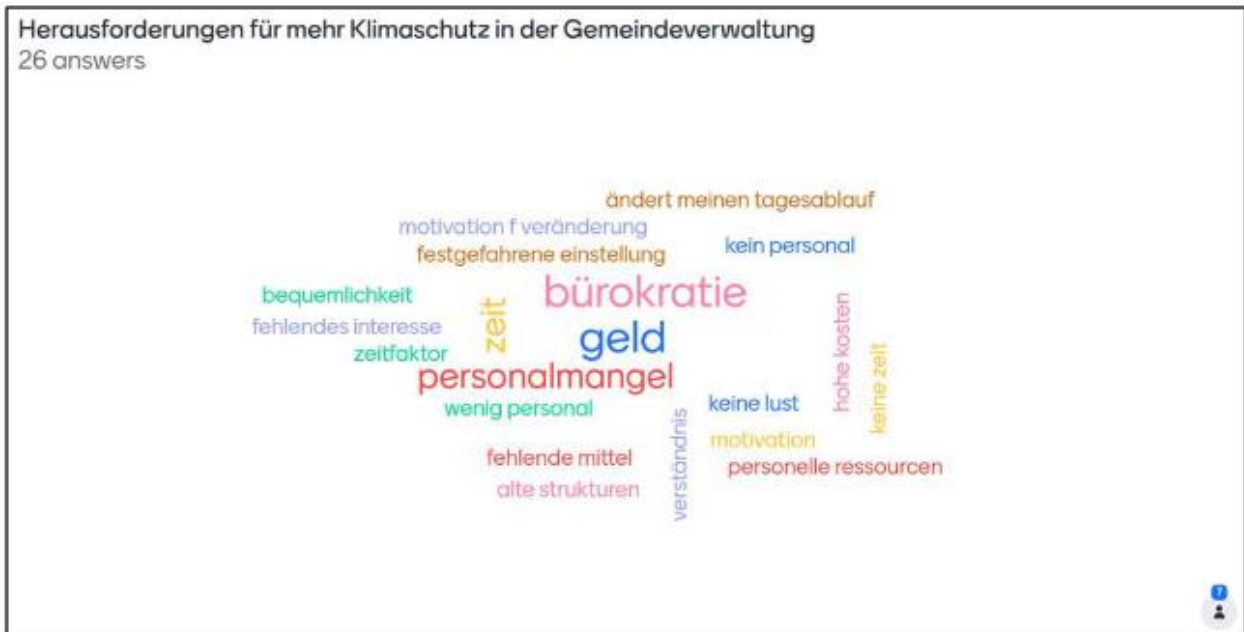 Herausforderungen für mehr Klimaschutz in der Gemeindeverwaltung
26 answers
ändert meinen tagesablauf
motivation f veränderung
kein personal
festgefahrene einstellung
bürokratie
bequemlichkeit
zeit
fehlendes interesse
geld
hohe kosten
zeitfaktor
keine zeit
personalmangel
wenig personal
keine lust
verständnis
motivation
fehlende mittel
personelle ressourcen
alte strukturen
7